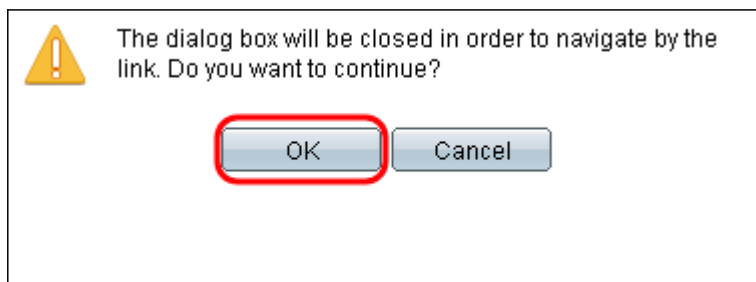 The dialog box will be closed in order to navigate by the
link. Do you want to continue?
OK Cancel